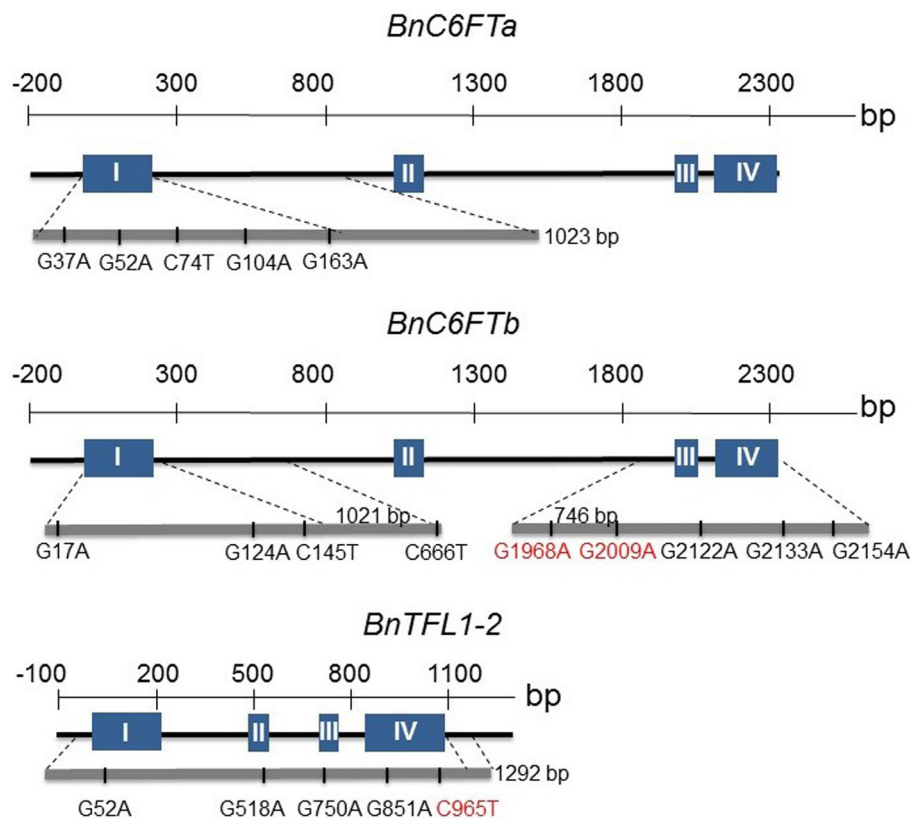 BnC6FTa
-200 300 800 1300 1800 2300
bp
I II III IV
1023 bp
G37A G52A C74T G104A G163A
BnC6FTb
-200 300 800 1300 1800 2300
bp
I II III IV
1021 bp 746 bp
G17A G124A C145T C666T G1968A G2009A G2122A G2133A G2154A
BnTFL1-2
-100 200 500 800 1100
bp
I II III IV
1292 bp
G52A G518A G750A G851A C965T